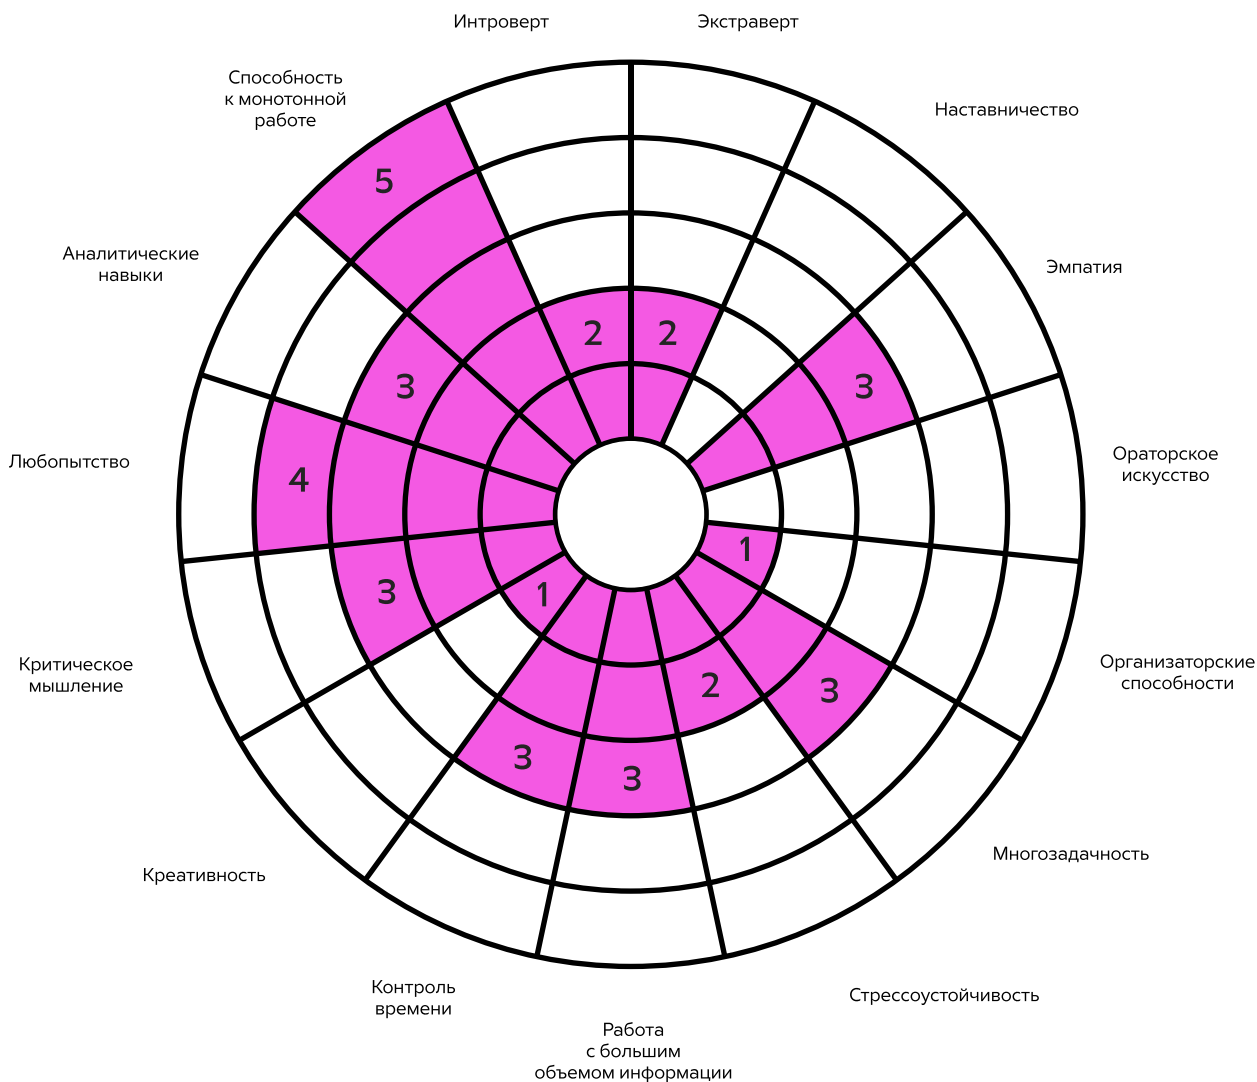 Интроверт
Экстраверт
Способность
к монотонной
работе
Наставничество
5
Аналитические
навыки
Эмпатия
2
2
3
3
Любопытство
4
Ораторское
искусство
1
3
1
Критическое
мышление
Организаторские
способности
2
3
3
3
Креативность
Многозадачность
Контроль
времени
Стрессоустойчивость
Работа
с большим
объемом информации